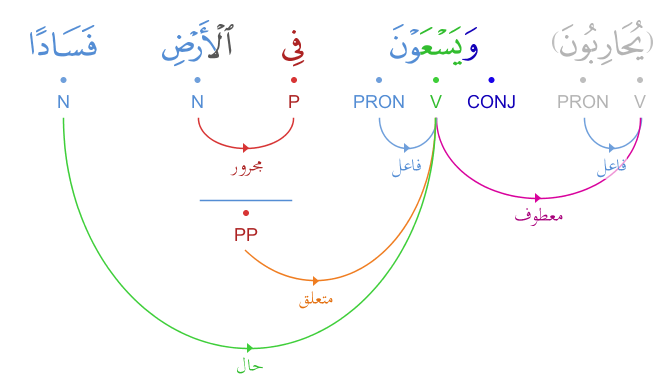 (يُحَارِبُونَ) وَيَسْعَوْنَ فِي ٱلْأَرْضِ فَسَادًا
V PRON CONJ V PRON P N N
فاعل فاعل مجرور
معطوف
PP
متعلق
حال